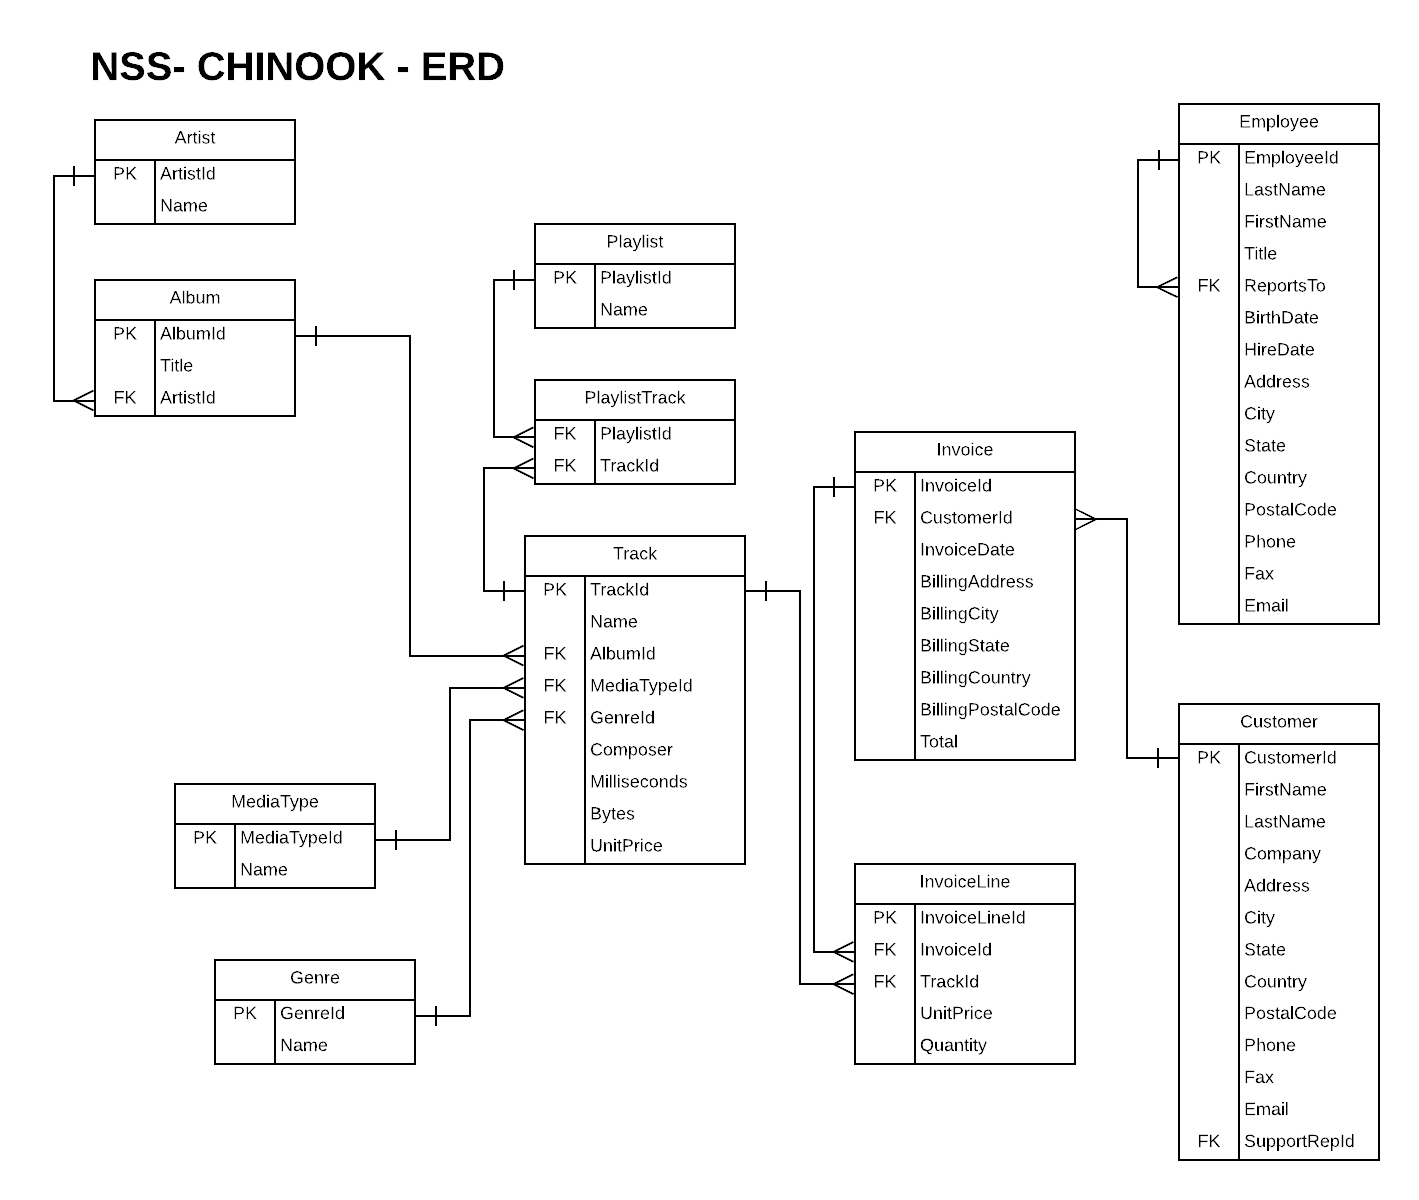 NSS- CHINOOK - ERD
Artist
PK ArtistId
Name
Album
PK AlbumId
Title
FK ArtistId
Playlist
PK PlaylistId
Name
PlaylistTrack
FK PlaylistId
FK TrackId
Track
PK TrackId
Name
FK AlbumId
FK MediaTypeId
FK GenreId
Composer
Milliseconds
Bytes
UnitPrice
MediaType
PK MediaTypeId
Name
Genre
PK GenreId
Name
Invoice
PK InvoiceId
FK CustomerId
InvoiceDate
BillingAddress
BillingCity
BillingState
BillingCountry
BillingPostalCode
Total
InvoiceLine
PK InvoiceLineId
FK InvoiceId
FK TrackId
UnitPrice
Quantity
Employee
PK EmployeeId
LastName
FirstName
Title
FK ReportsTo
BirthDate
HireDate
Address
City
State
Country
PostalCode
Phone
Fax
Email
Customer
PK CustomerId
FirstName
LastName
Company
Address
City
State
Country
PostalCode
Phone
Fax
Email
FK SupportRepId